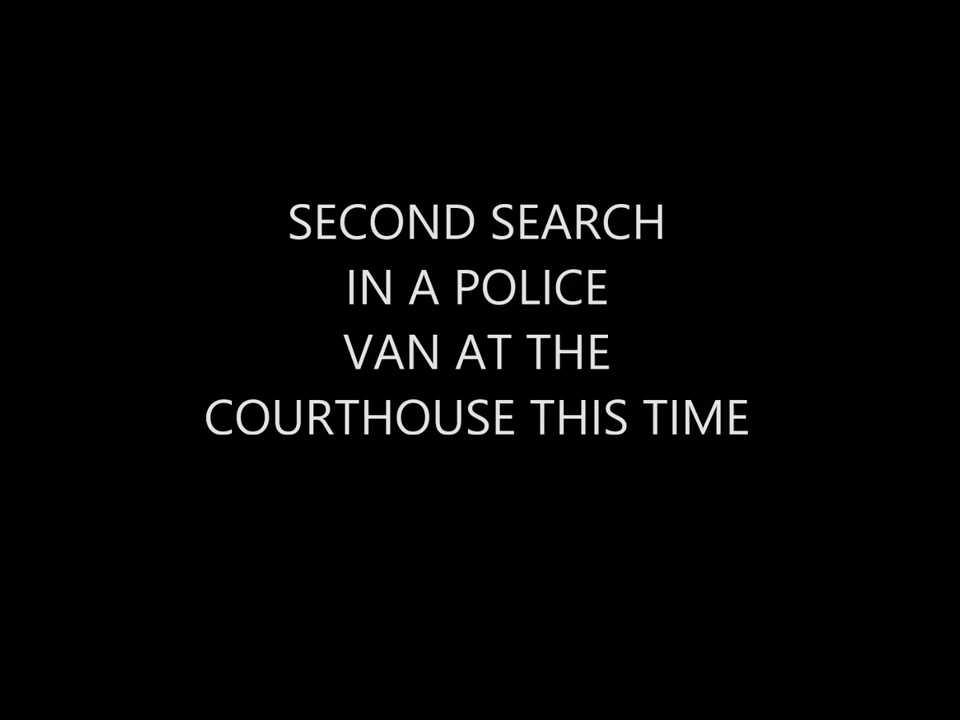 SECOND SEARCH
IN A POLICE
VAN AT THE
COURTHOUSE THIS TIME